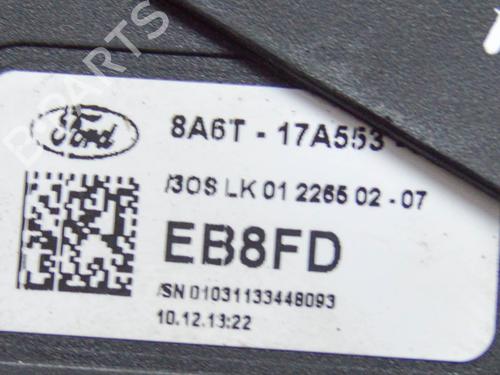 Ford
8A6T - 17A553 -
/3OS LK 01 2265 02 - 07
EB8FD
/SN 01031133448093
10.12.13:22